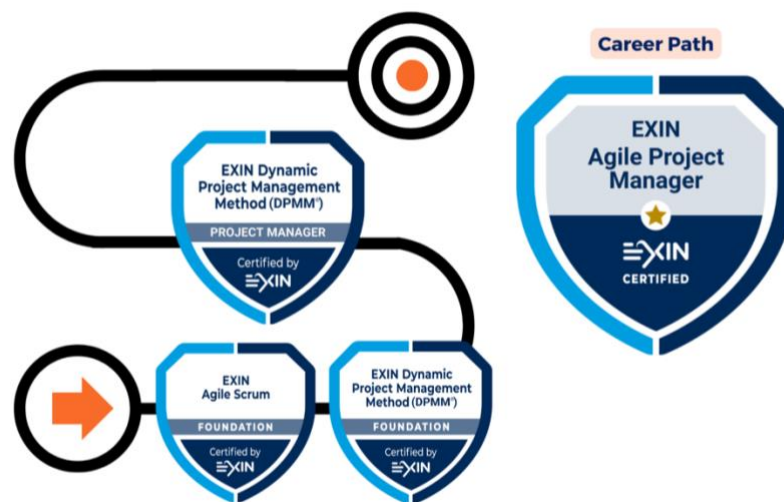 Career Path
EXIN
Agile Project
Manager
EXIN
CERTIFIED
EXIN Dynamic
Project Management
Method (DPMM®)
PROJECT MANAGER
Certified by
EXIN
EXIN
Agile Scrum
FOUNDATION
Certified by
EXIN
EXIN Dynamic
Project Management
Method (DPMM®)
FOUNDATION
Certified by
EXIN